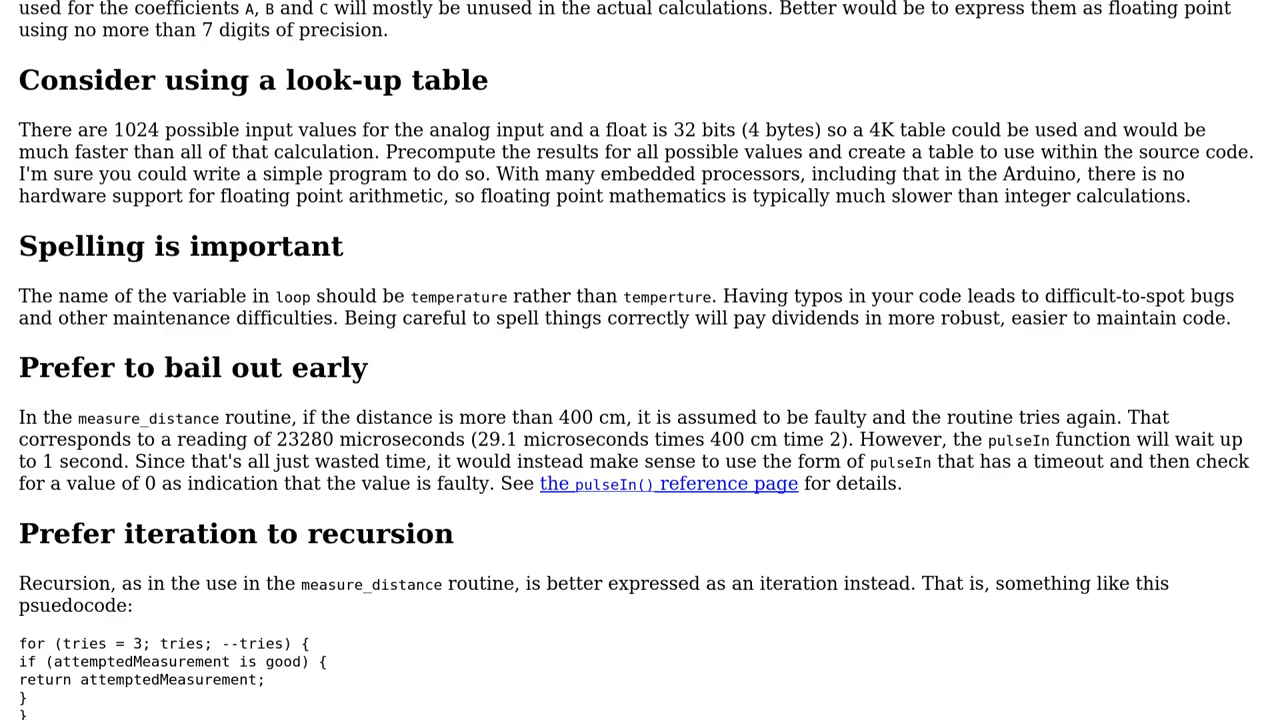 used for the coefficients A, B and C will mostly be unused in the actual calculations. Better would be to express them as floating point
using no more than 7 digits of precision.
Consider using a look-up table
There are 1024 possible input values for the analog input and a float is 32 bits (4 bytes) so a 4K table could be used and would be
much faster than all of that calculation. Precompute the results for all possible values and create a table to use within the source code.
I'm sure you could write a simple program to do so. With many embedded processors, including that in the Arduino, there is no
hardware support for floating point arithmetic, so floating point mathematics is typically much slower than integer calculations.
Spelling is important
The name of the variable in loop should be temperature rather than temperture. Having typos in your code leads to difficult-to-spot bugs
and other maintenance difficulties. Being careful to spell things correctly will pay dividends in more robust, easier to maintain code.
Prefer to bail out early
In the measure_distance routine, if the distance is more than 400 cm, it is assumed to be faulty and the routine tries again. That
corresponds to a reading of 23280 microseconds (29.1 microseconds times 400 cm time 2). However, the pulseIn function will wait up
to 1 second. Since that's all just wasted time, it would instead make sense to use the form of pulseIn that has a timeout and then check
for a value of 0 as indication that the value is faulty. See the pulseIn() reference page for details.
Prefer iteration to recursion
Recursion, as in the use in the measure_distance routine, is better expressed as an iteration instead. That is, something like this
psuedocode:
for (tries = 3; tries; --tries) {
if (attemptedMeasurement is good) {
return attemptedMeasurement;
}
}